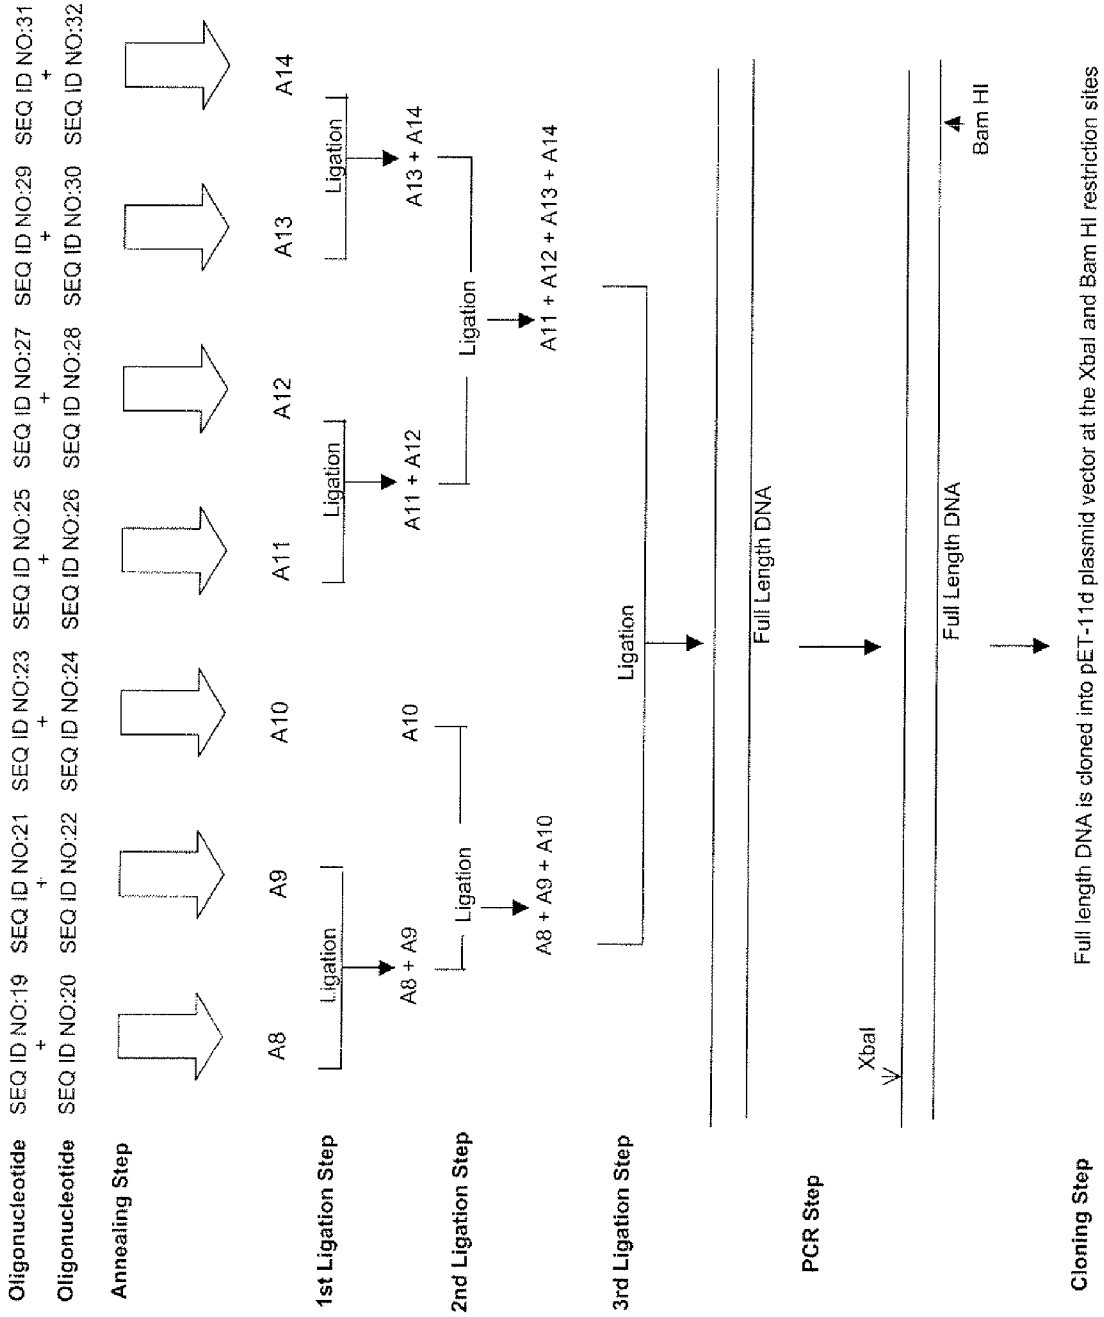 Oligonucleotide SEQ ID NO:19 SEQ ID NO:21 SEQ ID NO:23 SEQ ID NO:25 SEQ ID NO:27 SEQ ID NO:29 SEQ ID NO:31
+ + + + + + +
Oligonucleotide SEQ ID NO:20 SEQ ID NO:22 SEQ ID NO:24 SEQ ID NO:26 SEQ ID NO:28 SEQ ID NO:30 SEQ ID NO:32
Annealing Step
A8 A9 A10 A11 A12 A13 A14
1st Ligation Step Ligation Ligation Ligation
A8 + A9 A10 A11 + A12 A13 + A14
2nd Ligation Step Ligation Ligation
A8 + A9 + A10 A11 + A12 + A13 + A14
3rd Ligation Step Ligation
Full Length DNA
PCR Step
XbaI
Full Length DNA
Bam HI
Cloning Step Full length DNA is cloned into pET-11d plasmid vector at the XbaI and Bam HI restriction sites